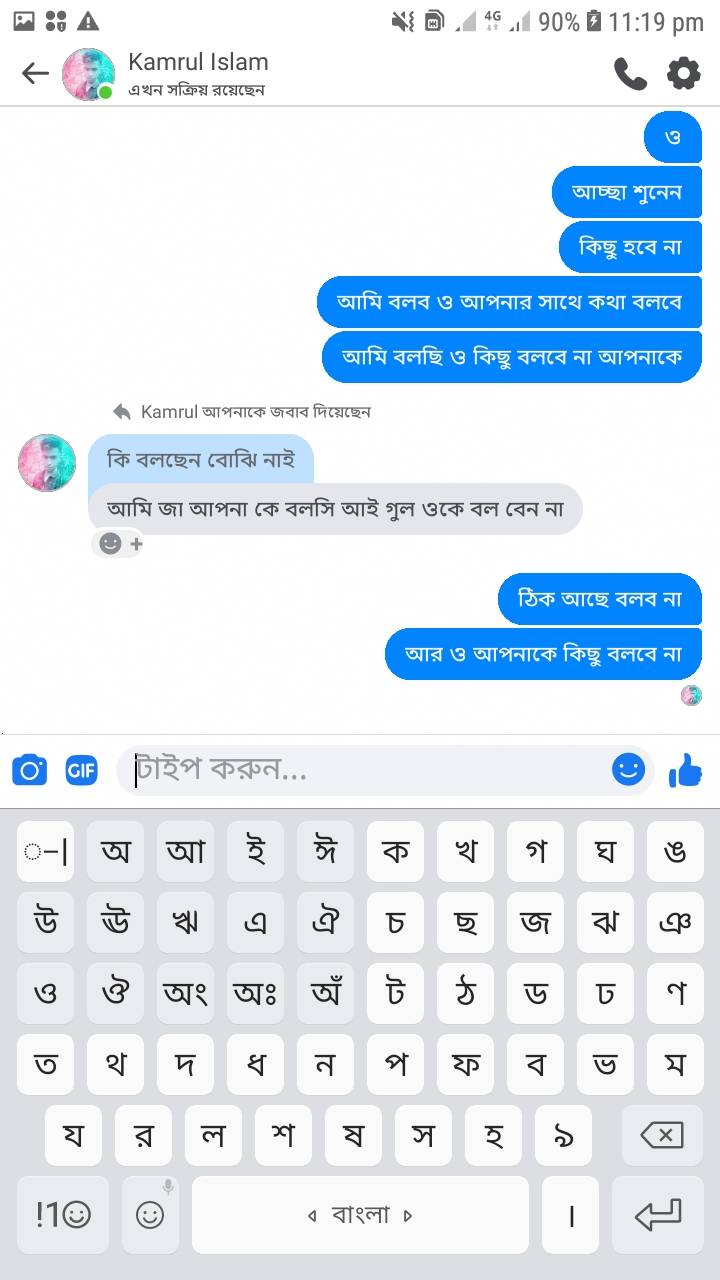 4G 90% 11:19 pm
Kamrul Islam
এখন সক্রিয় রয়েছেন
ও
আচ্ছা শুনেন
কিছু হবে না
আমি বলব ও আপনার সাথে কথা বলবে
আমি বলছি ও কিছু বলবে না আপনাকে
Kamrul আপনাকে জবাব দিয়েছেন
কি বলছেন বোঝি নাই
আমি জা আপনা কে বলসি আই গুল ওকে বল বেন না
ঠিক আছে বলব না
আর ও আপনাকে কিছু বলবে না
GIF টাইপ করুন...
ু–| অ আ ই ঈ ক খ গ ঘ ঙ
উ ঊ ঋ এ ঐ চ ছ জ ঝ ঞ
ও ঔ অং অঃ অঁ ট ঠ ড ঢ ণ
ত থ দ ধ ন প ফ ব ভ ম
য র ল শ ষ স হ ৯
!1☺ বাংলা ।